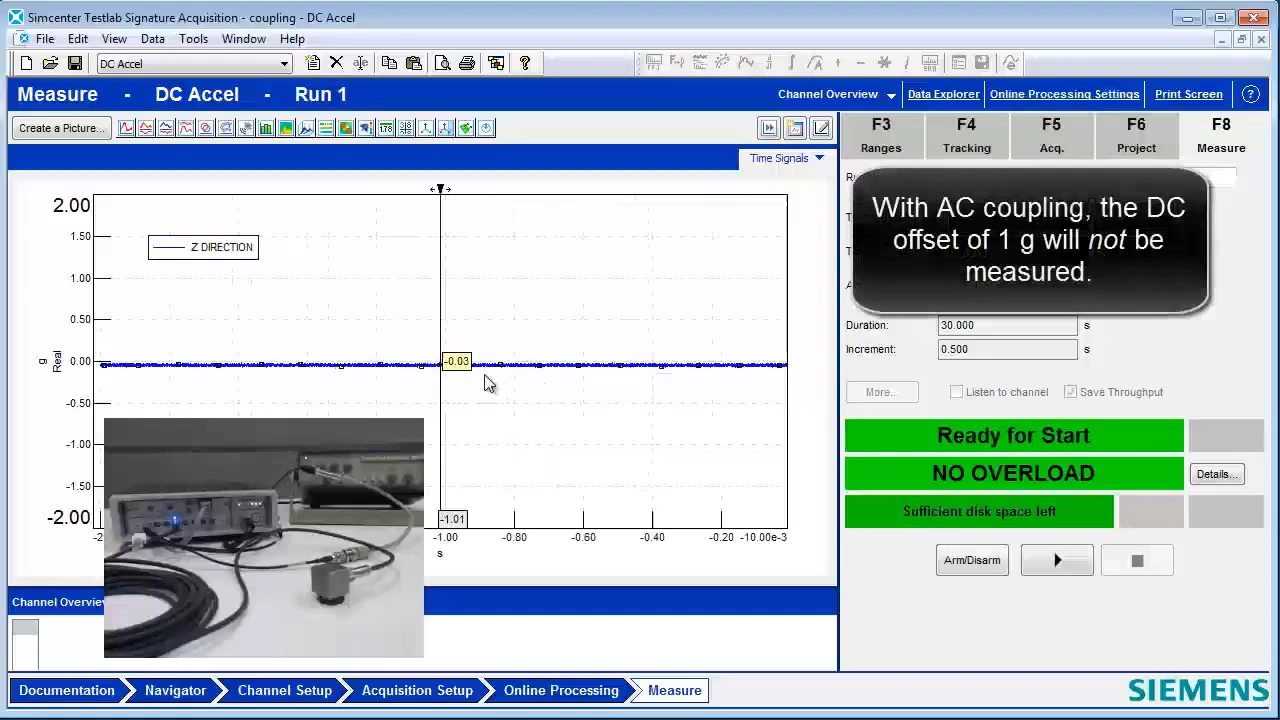 Simcenter Testlab Signature Acquisition - coupling - DC Accel
File Edit View Data Tools Window Help
DC Accel
Measure - DC Accel - Run 1
Channel Overview
Data Explorer
Online Processing Settings
Print Screen
Create a Picture...
F3 F4 F5 F6 F8
Ranges Tracking Acq. Project Measure
Time Signals
With AC coupling, the DC
offset of 1 g will not be
measured.
2.00
1.50
1.00
0.50
0.00
-0.50
-1.00
-1.50
-2.00
g
Real
Z DIRECTION
-0.03
-1.01
-1.00 -0.80 -0.60 -0.40 -0.20 -10.00e-3
s
Duration: 30.000 s
Increment: 0.500 s
More... Listen to channel Save Throughput
Ready for Start
NO OVERLOAD
Details...
Sufficient disk space left
Arm/Disarm
Channel Overvie
Documentation Navigator Channel Setup Acquisition Setup Online Processing Measure
SIEMENS